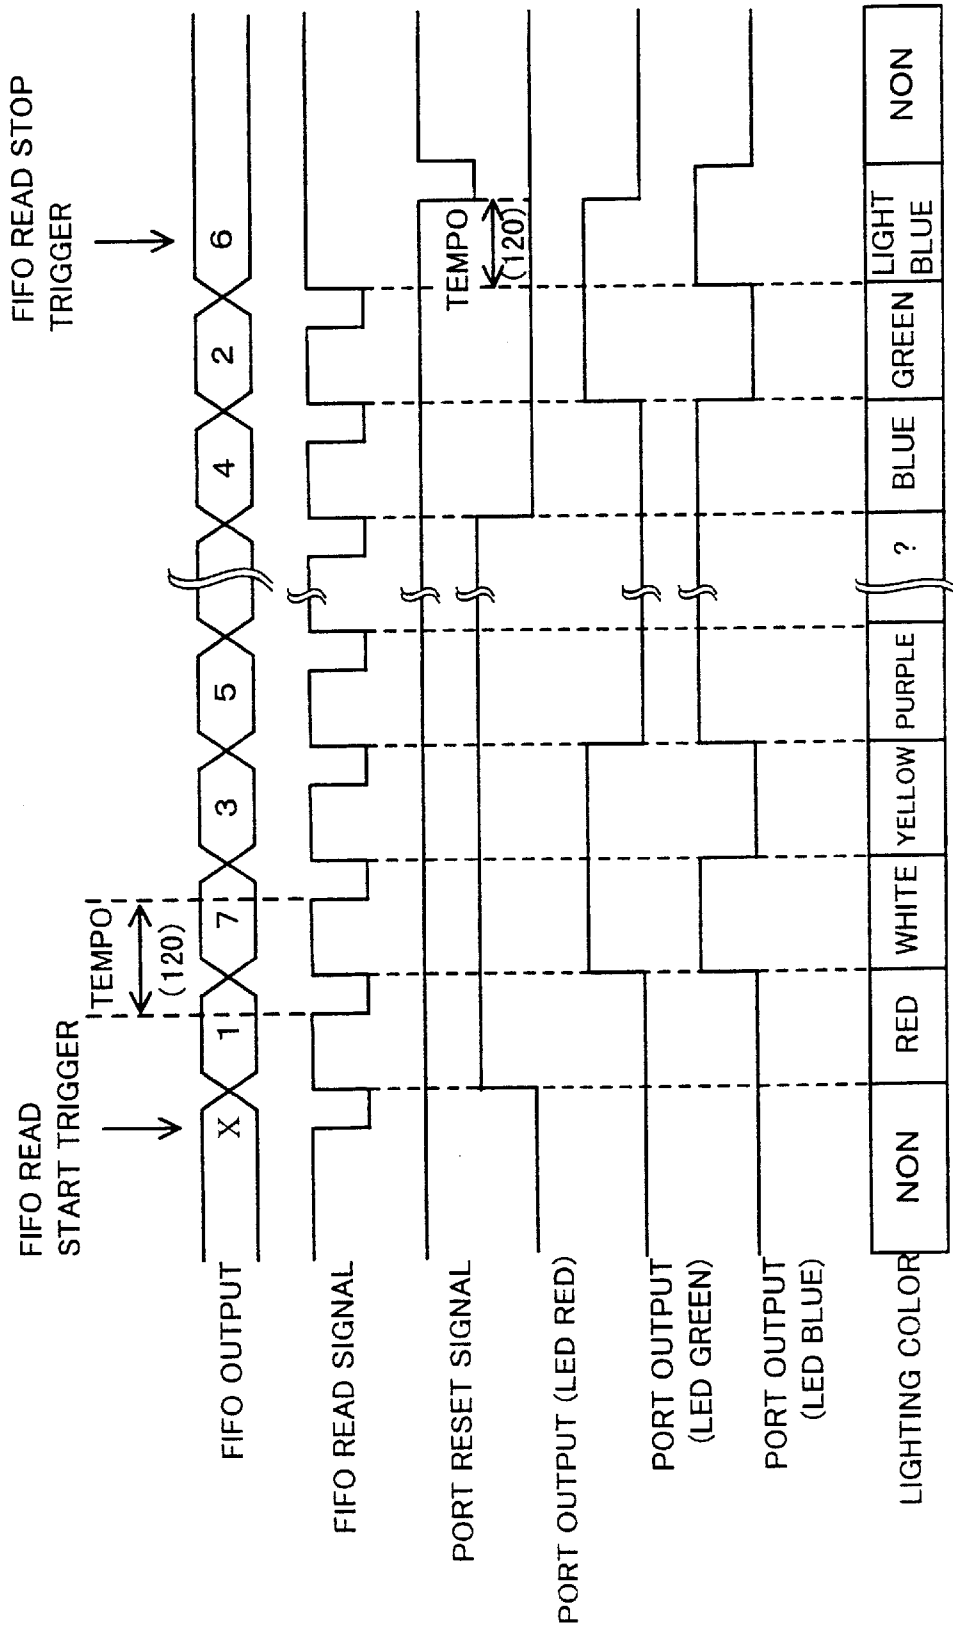 FIFO READ
START TRIGGER
FIFO READ STOP
TRIGGER
TEMPO
(120)
FIFO OUTPUT
X
1
7
3
5
4
2
6
FIFO READ SIGNAL
PORT RESET SIGNAL
TEMPO
(120)
PORT OUTPUT (LED RED)
PORT OUTPUT
(LED GREEN)
PORT OUTPUT
(LED BLUE)
LIGHTING COLOR
NON
RED
WHITE
YELLOW
PURPLE
?
BLUE
GREEN
LIGHT
BLUE
NON